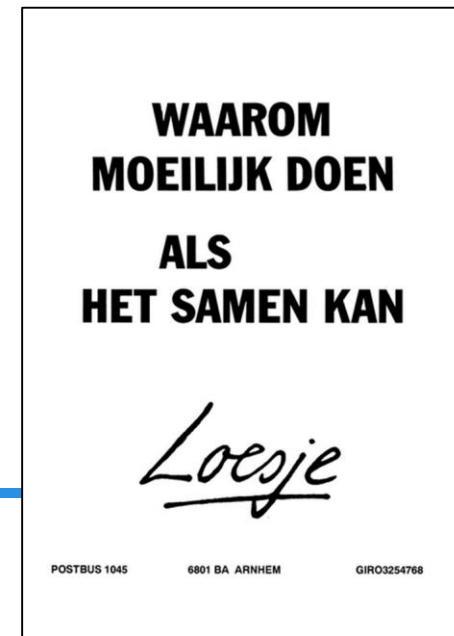 WAAROM
MOEILIJK DOEN
ALS
HET SAMEN KAN
Loesje
POSTBUS 1045 6801 BA ARNHEM GIRO3254768